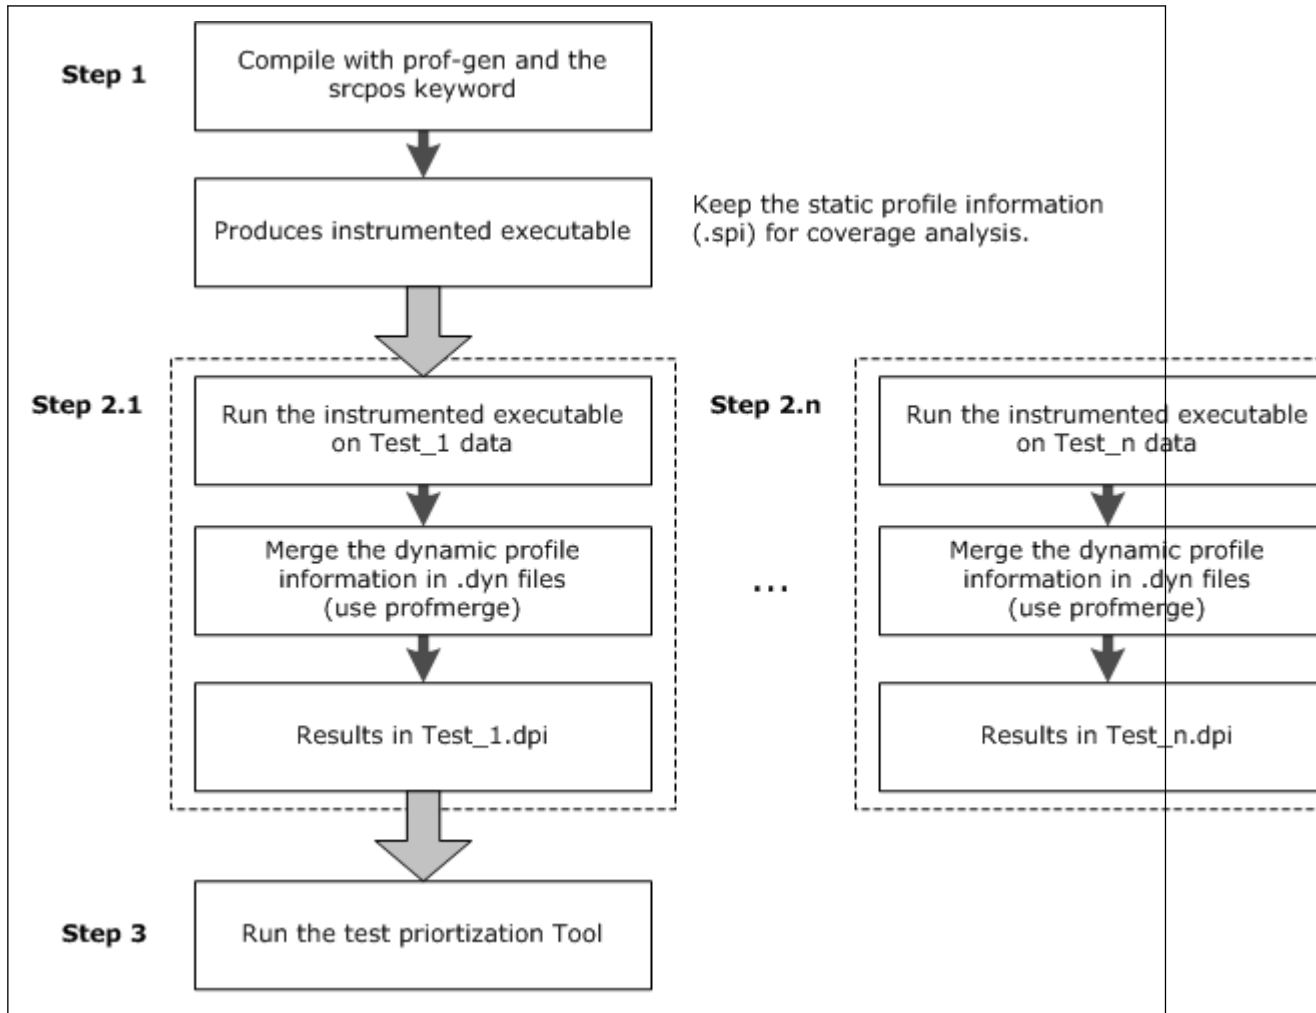 Step 1
Compile with prof-gen and the
srcpos keyword
Produces instrumented executable
Keep the static profile information
(.spi) for coverage analysis.
Step 2.1
Run the instrumented executable
on Test_1 data
Merge the dynamic profile
information in .dyn files
(use profmerge)
Results in Test_1.dpi
...
Step 2.n
Run the instrumented executable
on Test_n data
Merge the dynamic profile
information in .dyn files
(use profmerge)
Results in Test_n.dpi
Step 3
Run the test priortization Tool